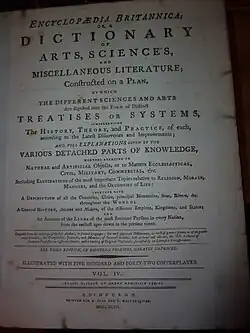 ENCYCLOPÆDIA BRITANNICA;
OR, A
DICTIONARY
OF
ARTS, SCIENCES,
AND
MISCELLANEOUS LITERATURE;
Constructed on a PLAN,
BY WHICH
THE DIFFERENT SCIENCES AND ARTS
Are digested into the FORM of Distinct
TREATISES OR SYSTEMS,
COMPREHENDING
The HISTORY, THEORY, and PRACTICE, of each,
according to the Latest Discoveries and Improvements;
AND FULL EXPLANATIONS GIVEN OF THE
VARIOUS DETACHED PARTS OF KNOWLEDGE,
WHETHER RELATING TO
NATURAL and ARTIFICIAL Objects, or to Matters ECCLESIASTICAL,
CIVIL, MILITARY, COMMERCIAL, &c.
Including ELUCIDATIONS of the most important Topics relative to RELIGION, MORALS,
MANNERS, and the OECONOMY of LIFE:
TOGETHER WITH
A DESCRIPTION of all the Countries, Cities, principal Mountains, Seas, Rivers, &c.
throughout the WORLD;
A General HISTORY, Ancient and Modern, of the different Empires, Kingdoms, and States;
AND
An Account of the LIVES of the most Eminent Persons in every Nation,
from the earliest ages down to the present times.
THE THIRD EDITION, IN EIGHTEEN VOLUMES, GREATLY IMPROVED.
ILLUSTRATED WITH FIVE HUNDRED AND FORTY-TWO COPPERPLATES.
VOL. IV.
EDINBURGH.